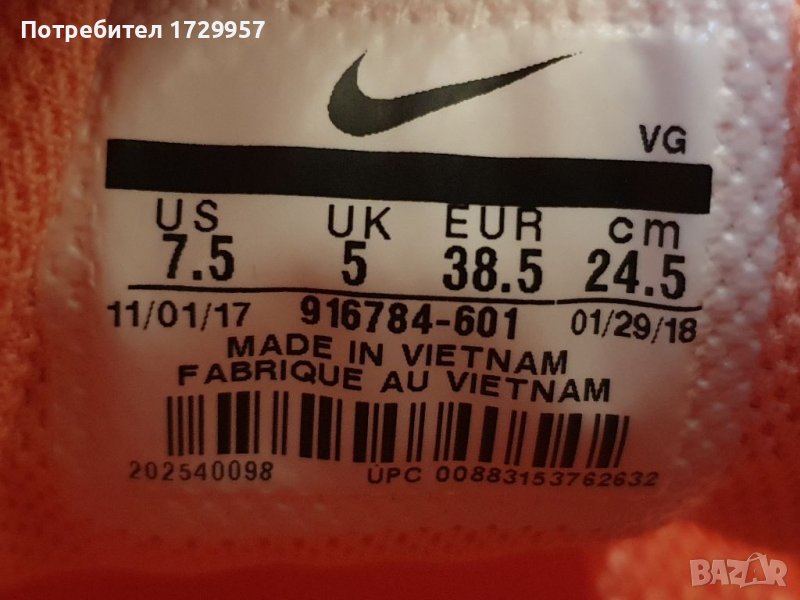 Потребител 1729957
VG
US UK EUR cm
7.5 5 38.5 24.5
11/01/17 916784-601 01/29/18
MADE IN VIETNAM
FABRIQUE AU VIETNAM
202540098 UPC 00883153762632
BAZAR